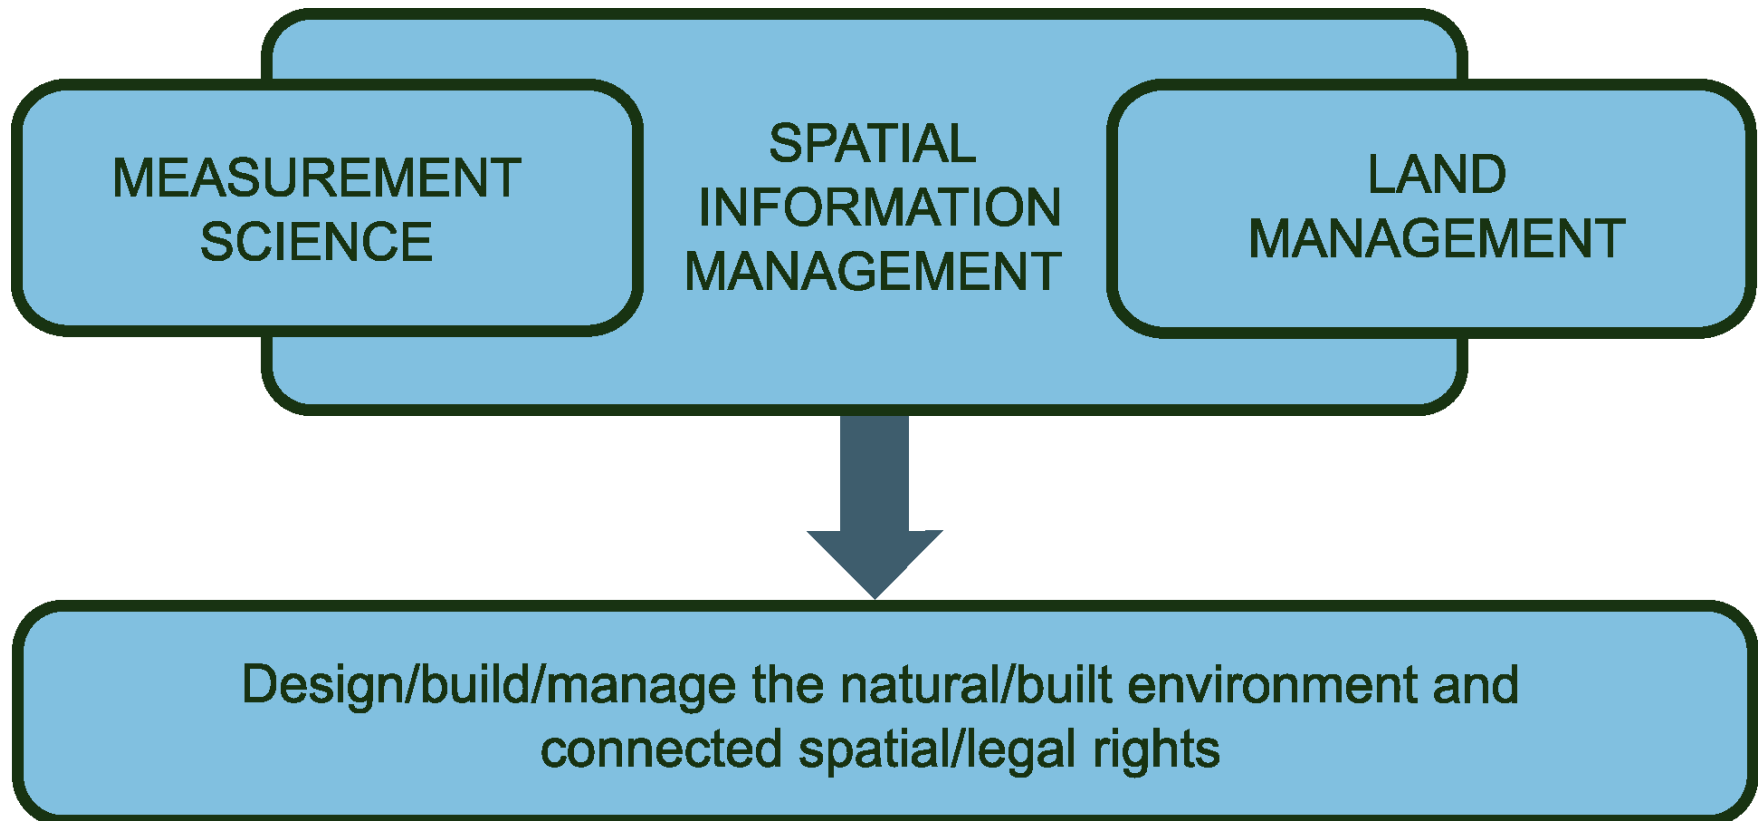 MEASUREMENT
SCIENCE
SPATIAL
INFORMATION
MANAGEMENT
LAND
MANAGEMENT
Design/build/manage the natural/built environment and
connected spatial/legal rights